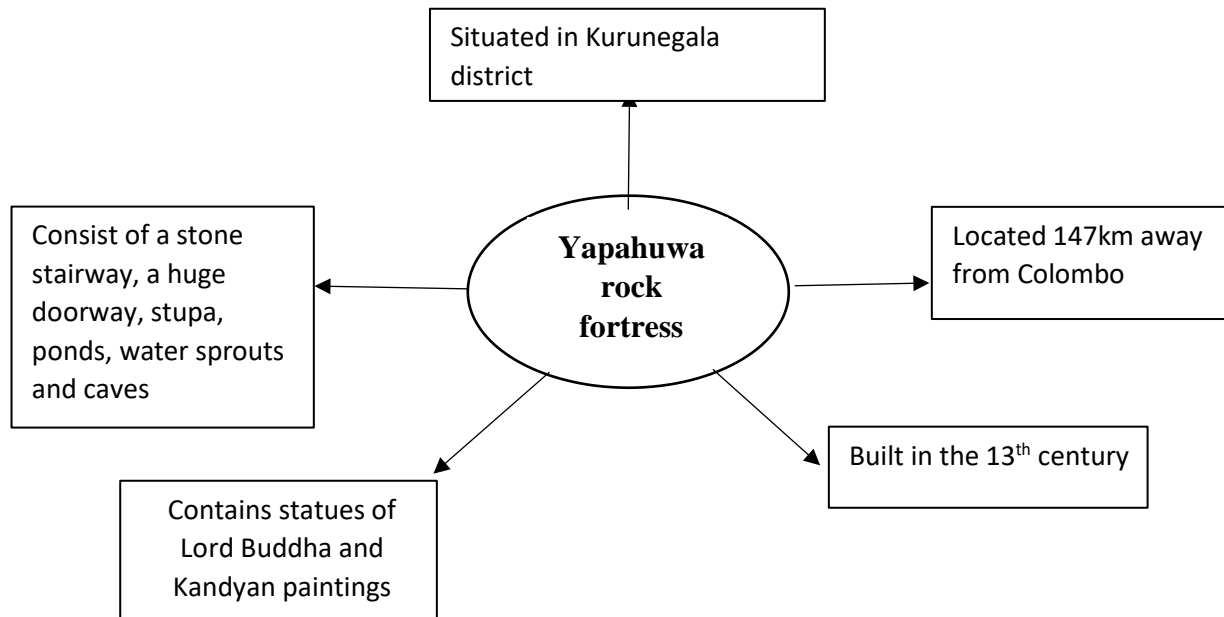 Situated in Kurunegala
district
Consist of a stone
stairway, a huge
doorway, stupa,
ponds, water sprouts
and caves
Yapahuwa
rock
fortress
Located 147km away
from Colombo
Built in the 13th century
Contains statues of
Lord Buddha and
Kandyan paintings